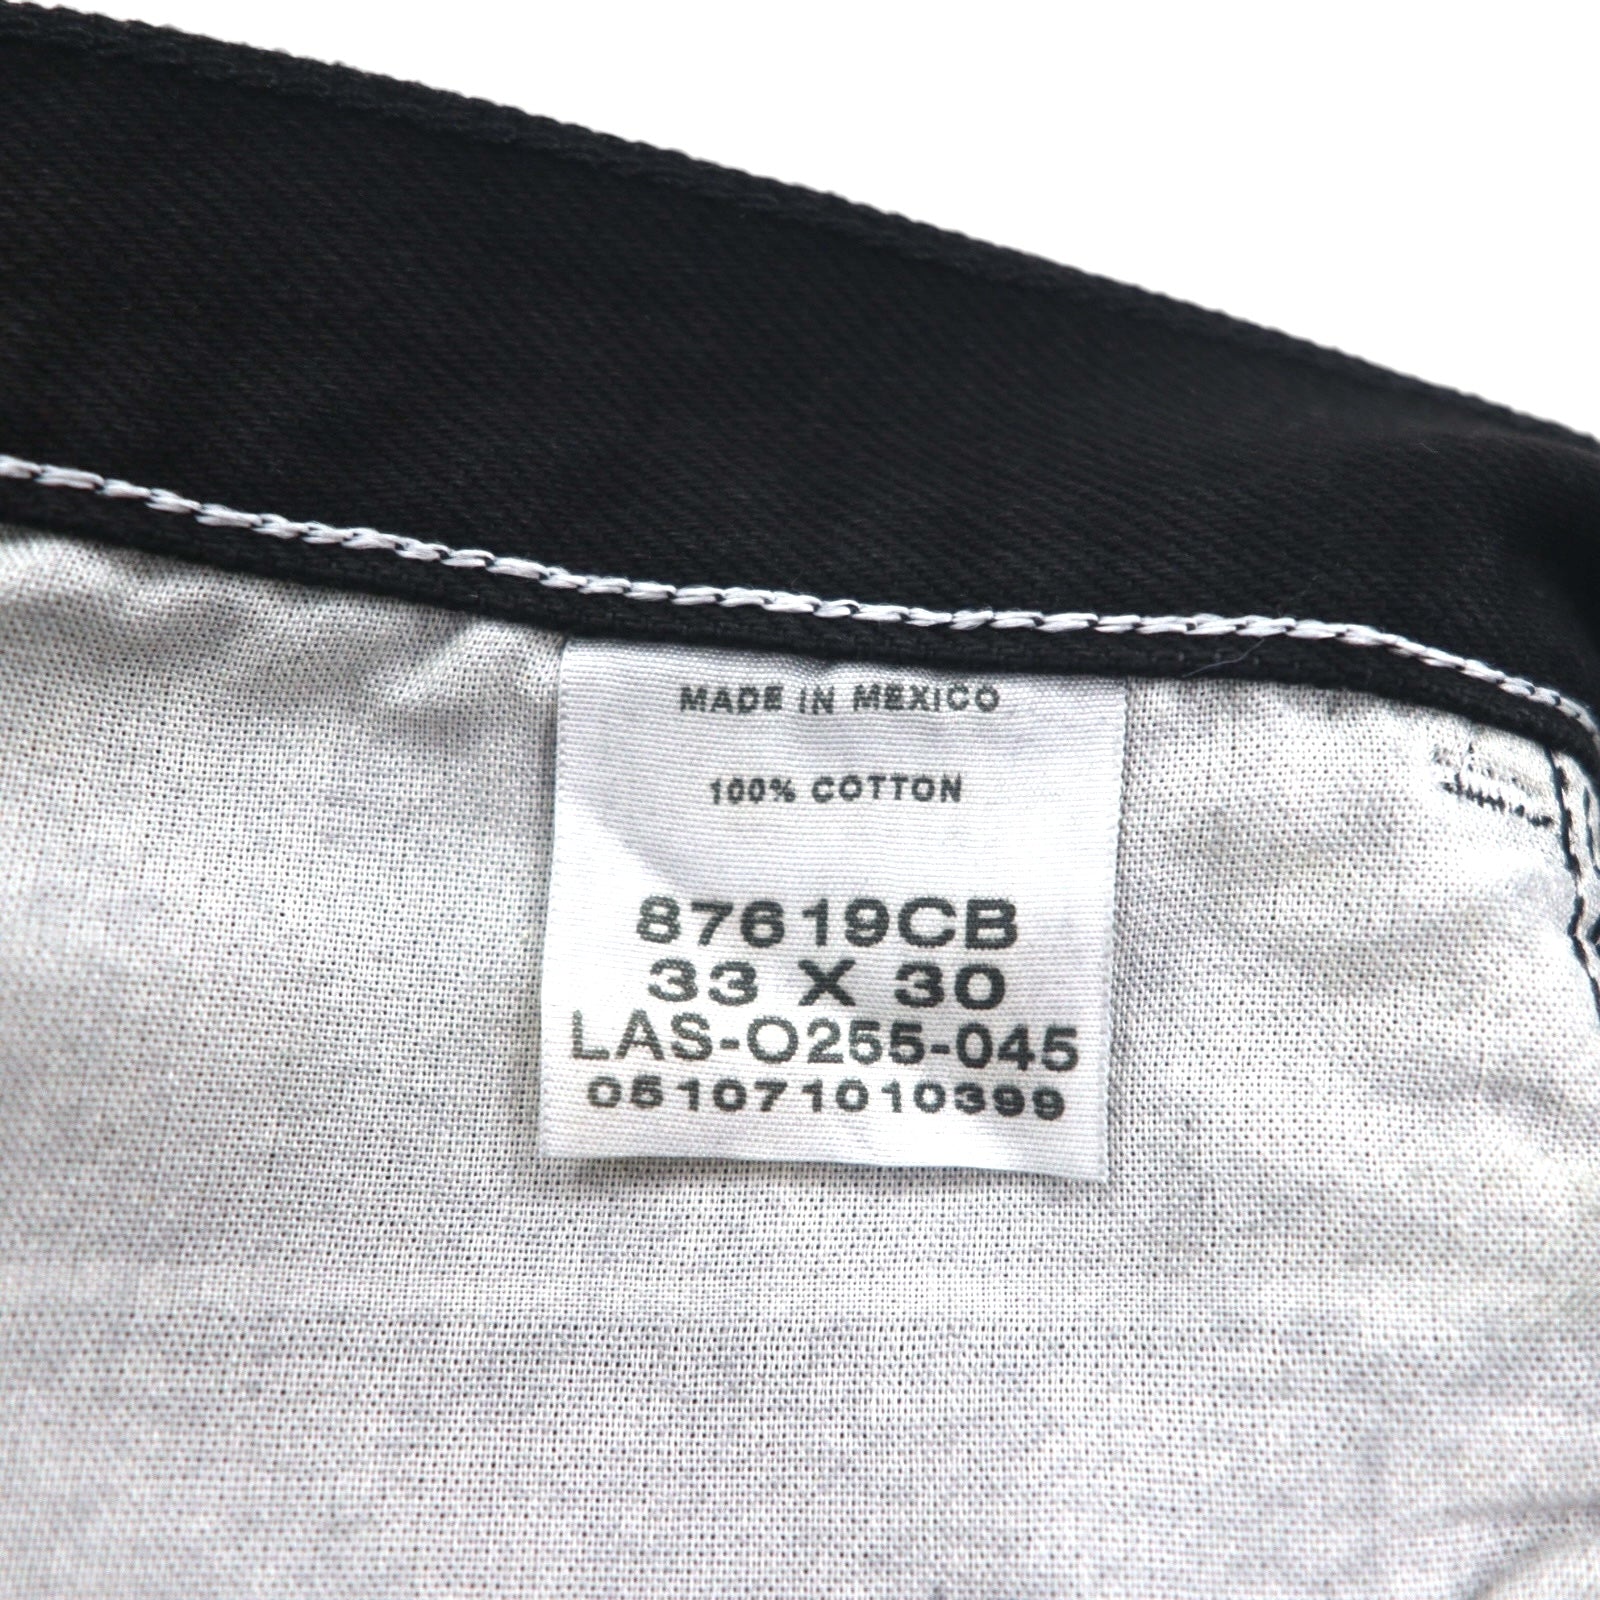 MADE IN MEXICO
100% COTTON
87619CB
33 X 30
LAS-O255-045
051071010399